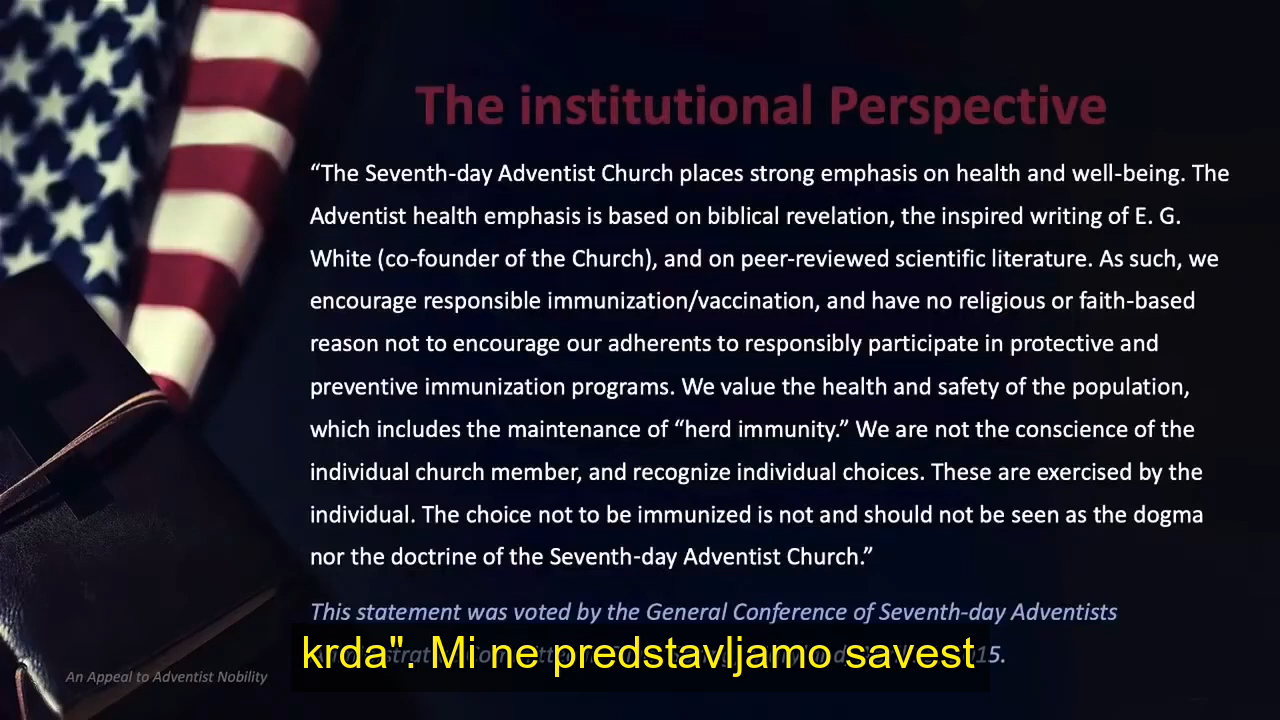 The institutional Perspective
“The Seventh-day Adventist Church places strong emphasis on health and well-being. The
Adventist health emphasis is based on biblical revelation, the inspired writing of E. G.
White (co-founder of the Church), and on peer-reviewed scientific literature. As such, we
encourage responsible immunization/vaccination, and have no religious or faith-based
reason not to encourage our adherents to responsibly participate in protective and
preventive immunization programs. We value the health and safety of the population,
which includes the maintenance of “herd immunity.” We are not the conscience of the
individual church member, and recognize individual choices. These are exercised by the
individual. The choice not to be immunized is not and should not be seen as the dogma
nor the doctrine of the Seventh-day Adventist Church.”
This statement was voted by the General Conference of Seventh-day Adventists
krda". Mi ne predstavljamo savest
An Appeal to Adventist Nobility